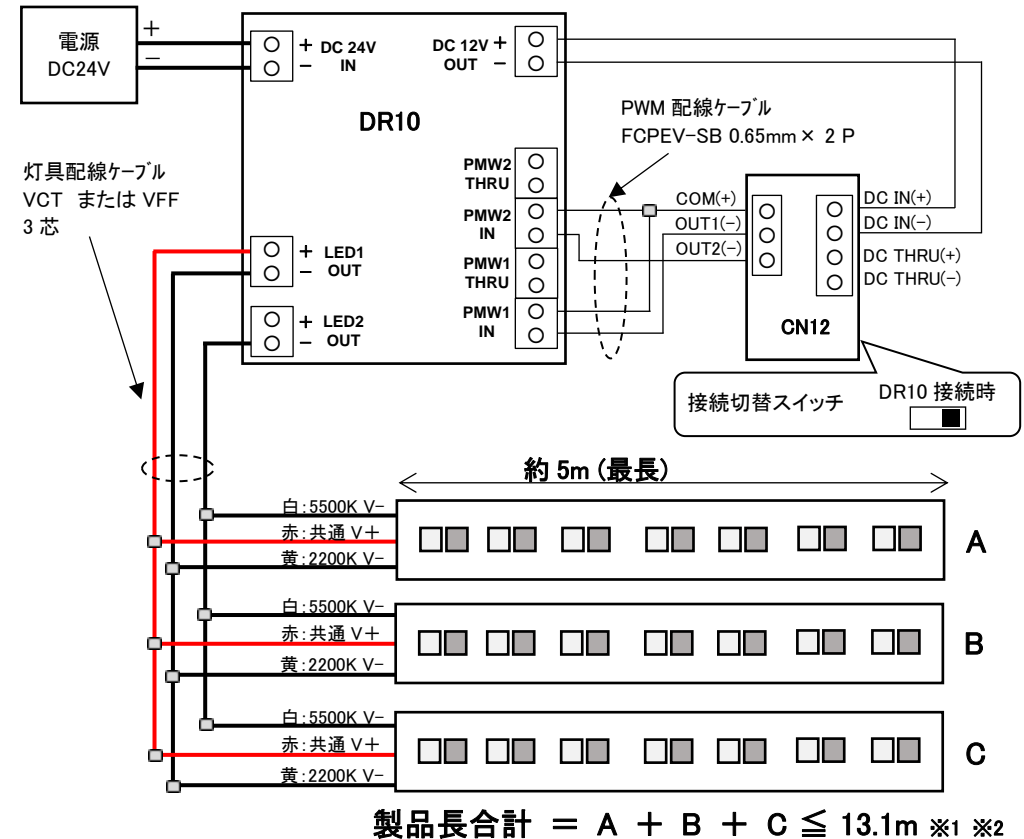 電源
DC24V
+
−
+ DC 24V
− IN
DC 12V +
OUT −
DR10
PWM 配線ケーブル
FCPEV-SB 0.65mm × 2 P
灯具配線ケーブル
VCT または VFF
3 芯
PMW2
THRU
PMW2
IN
PMW1
THRU
PMW1
IN
+ LED1
− OUT
+ LED2
− OUT
COM(+)
OUT1(−)
OUT2(−)
DC IN(+)
DC IN(−)
DC THRU(+)
DC THRU(−)
CN12
接続切替スイッチ
DR10 接続時
約 5m (最長)
白:5500K V−
赤:共通 V+
黄:2200K V−
A
白:5500K V−
赤:共通 V+
黄:2200K V−
B
白:5500K V−
赤:共通 V+
黄:2200K V−
C
製品長合計 = A + B + C ≦ 13.1m ※1 ※2